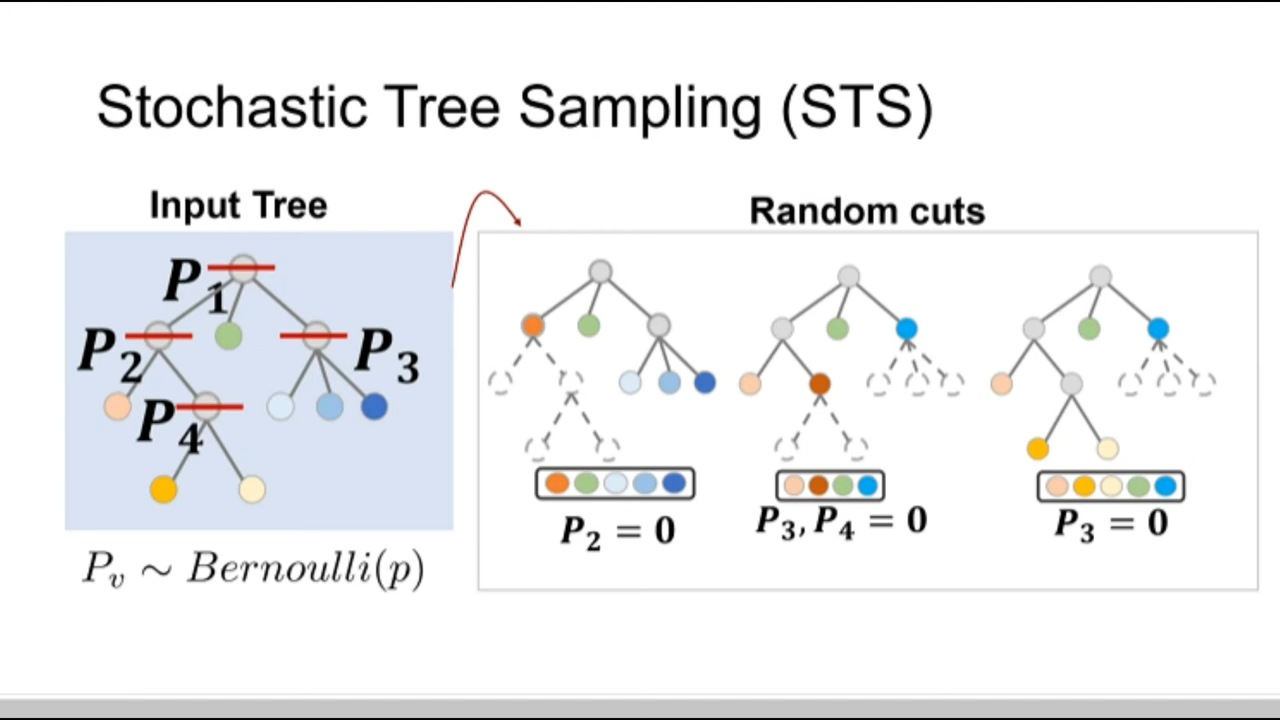 Stochastic Tree Sampling (STS)
Input Tree
Random cuts
P₁
P₂
P₃
P₄
P₂ = 0
P₃, P₄ = 0
P₃ = 0
Pᵥ ~ Bernoulli(p)